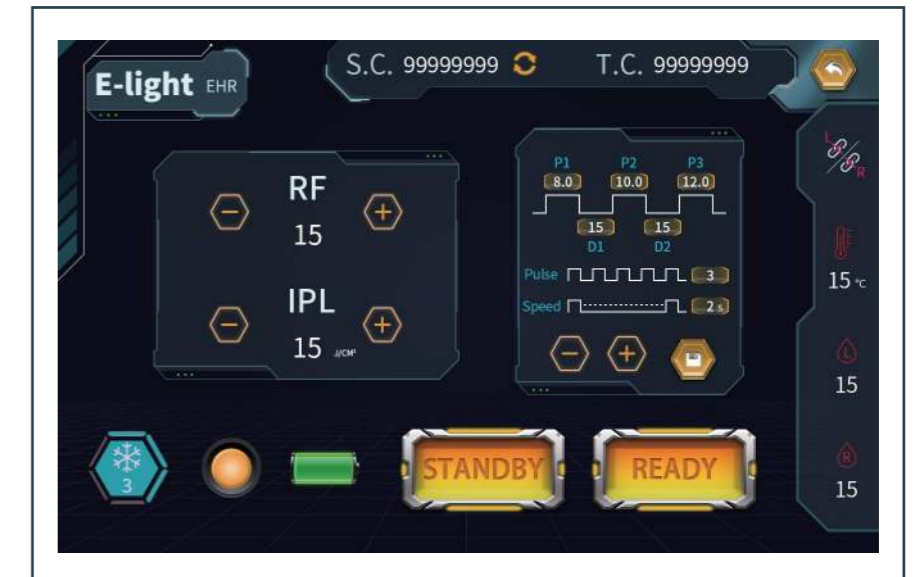 E-light EHR
S.C. 99999999
T.C. 99999999
L
R
RF
15
IPL
15 J/CM²
P1 P2 P3
8.0 10.0 12.0
15 15
D1 D2
Pulse 3
Speed 2 s
15 °C
L
15
R
15
3
STANDBY
READY